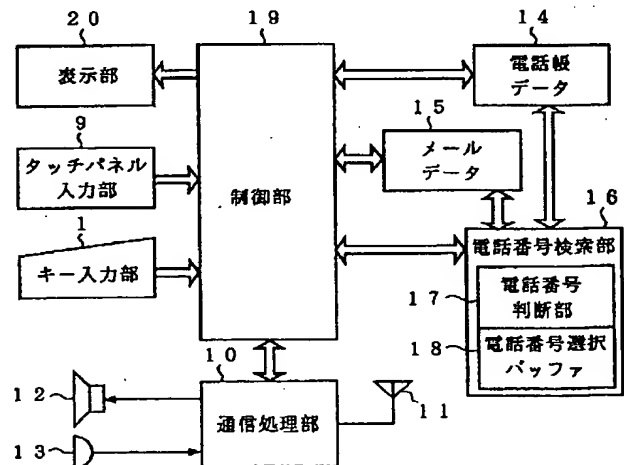 ２０
１９
１４
表示部
電話帳
データ
９
１５
タッチパネル
入力部
メール
データ
制御部
１６
１
電話番号検索部
キー入力部
１７
電話番号
判断部
１０
１８
電話番号選択
バッファ
１２
通信処理部
１１
１３